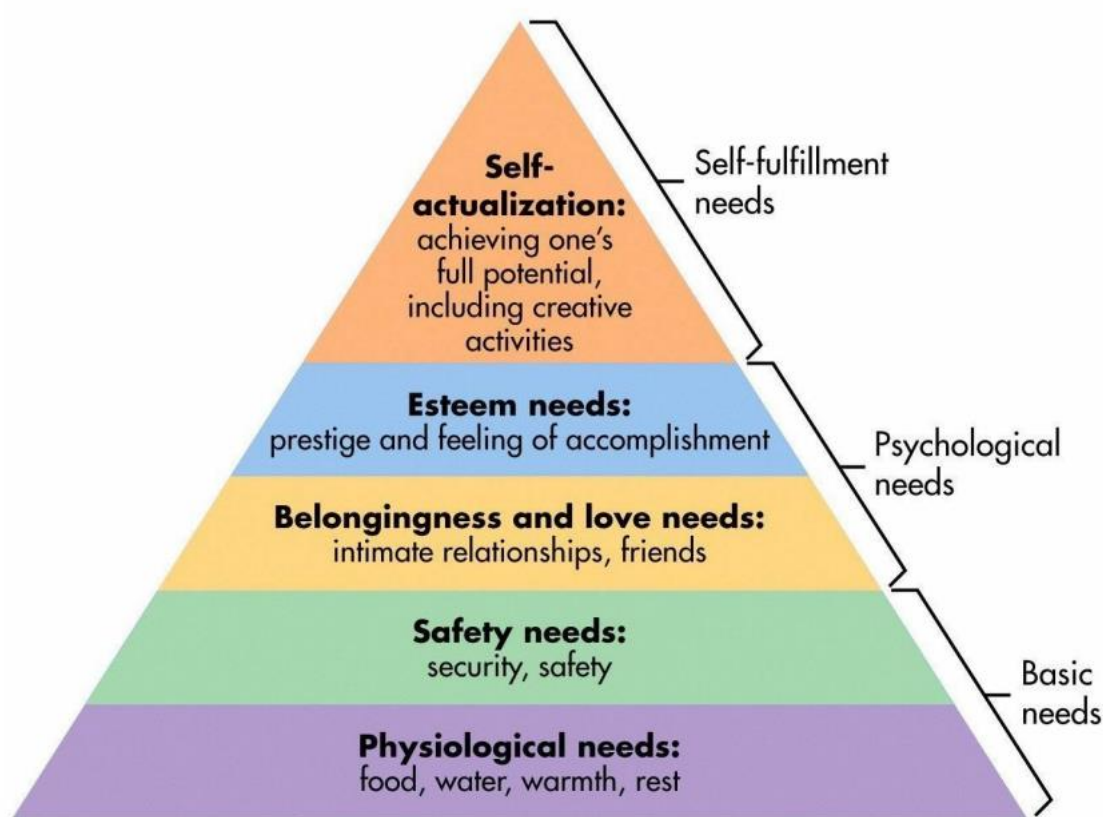 Self-
actualization:
achieving one's
full potential,
including creative
activities
Self-fulfillment
needs
Esteem needs:
prestige and feeling of accomplishment
Psychological
needs
Belongingness and love needs:
intimate relationships, friends
Safety needs:
security, safety
Basic
needs
Physiological needs:
food, water, warmth, rest